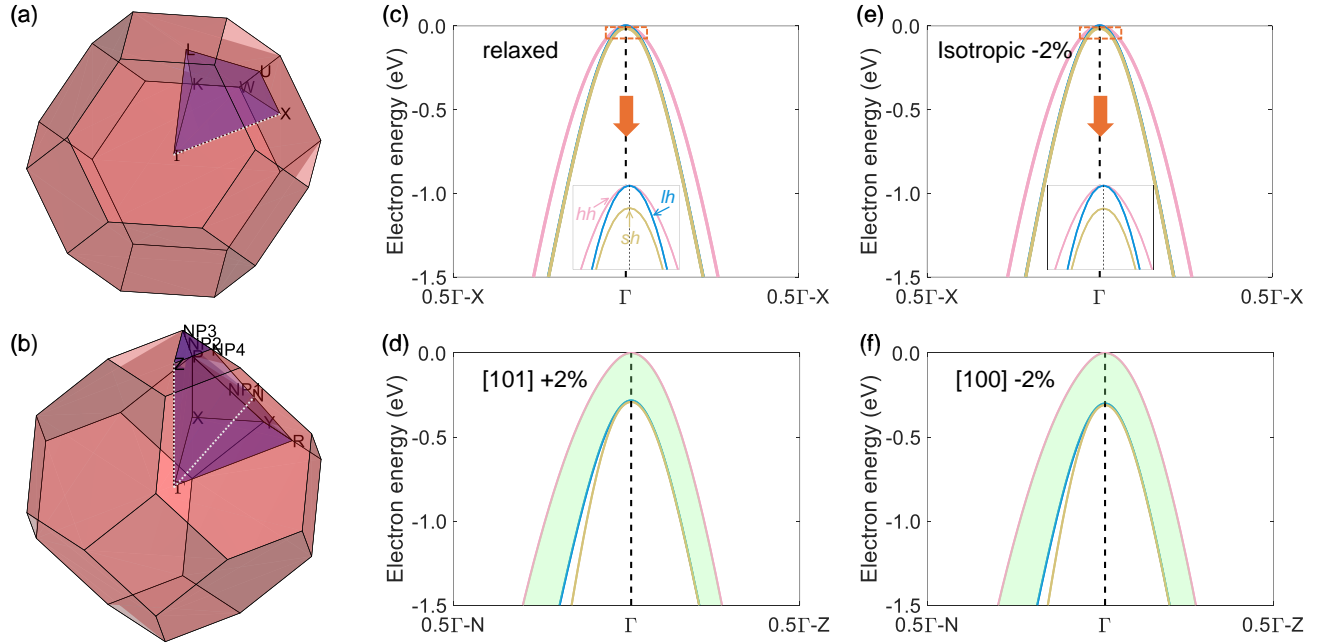 (a)
L
U
K
W
X
Γ
(b)
NP3
NP2
Z
P
NP4
NP1
N
X
Y
R
Γ
(c)
Electron energy (eV)
0.0
-0.5
-1.0
-1.5
relaxed
hh
lh
sh
0.5Γ-X
Γ
0.5Γ-X
(d)
Electron energy (eV)
0.0
-0.5
-1.0
-1.5
[101] +2%
0.5Γ-N
Γ
0.5Γ-Z
(e)
Electron energy (eV)
0.0
-0.5
-1.0
-1.5
Isotropic -2%
0.5Γ-X
Γ
0.5Γ-X
(f)
Electron energy (eV)
0.0
-0.5
-1.0
-1.5
[100] -2%
0.5Γ-N
Γ
0.5Γ-Z